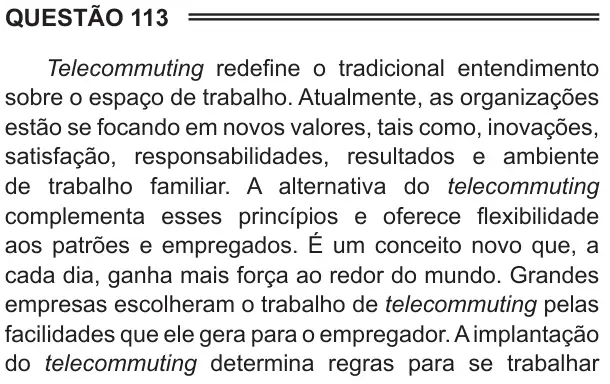 QUESTÃO 113
Telecommuting redefine o tradicional entendimento
sobre o espaço de trabalho. Atualmente, as organizações
estão se focando em novos valores, tais como, inovações,
satisfação, responsabilidades, resultados e ambiente
de trabalho familiar. A alternativa do telecommuting
complementa esses princípios e oferece flexibilidade
aos patrões e empregados. É um conceito novo que, a
cada dia, ganha mais força ao redor do mundo. Grandes
empresas escolheram o trabalho de telecommuting pelas
facilidades que ele gera para o empregador. A implantação
do telecommuting determina regras para se trabalhar